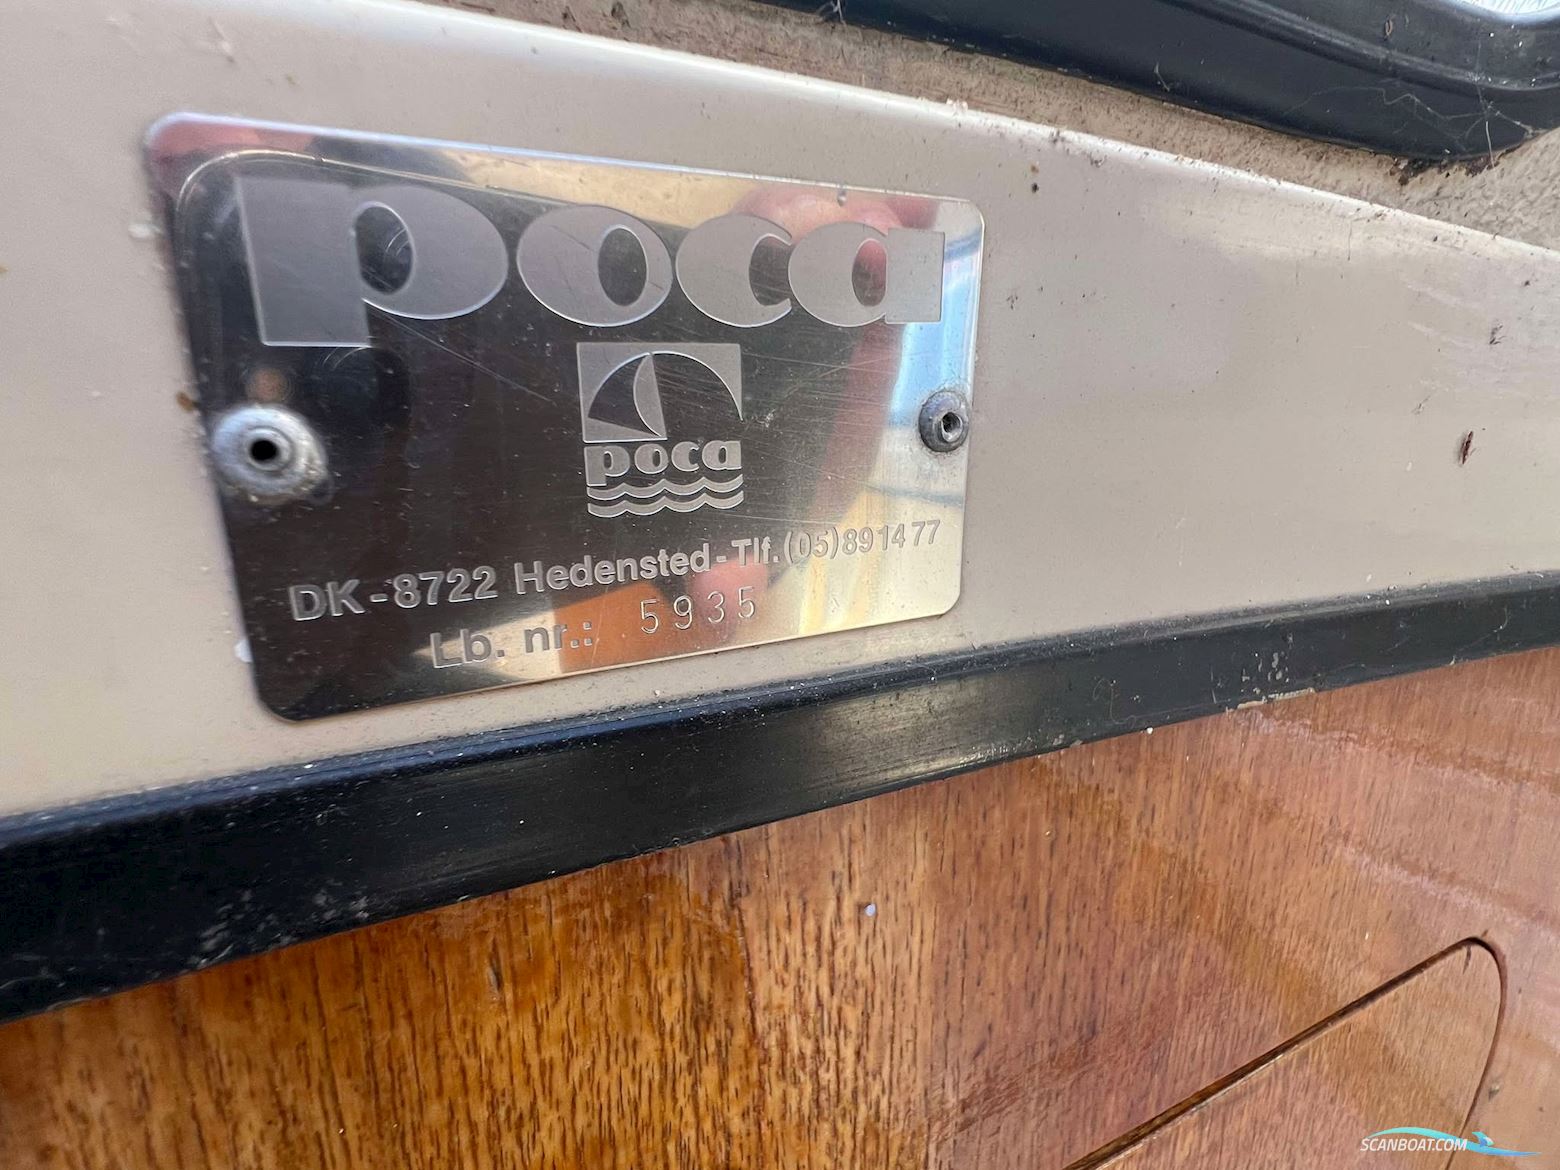 poca
poca
DK-8722 Hedensted-Tlf.(05)891477
Lb. nr.: 5935
SCANBOAT.COM